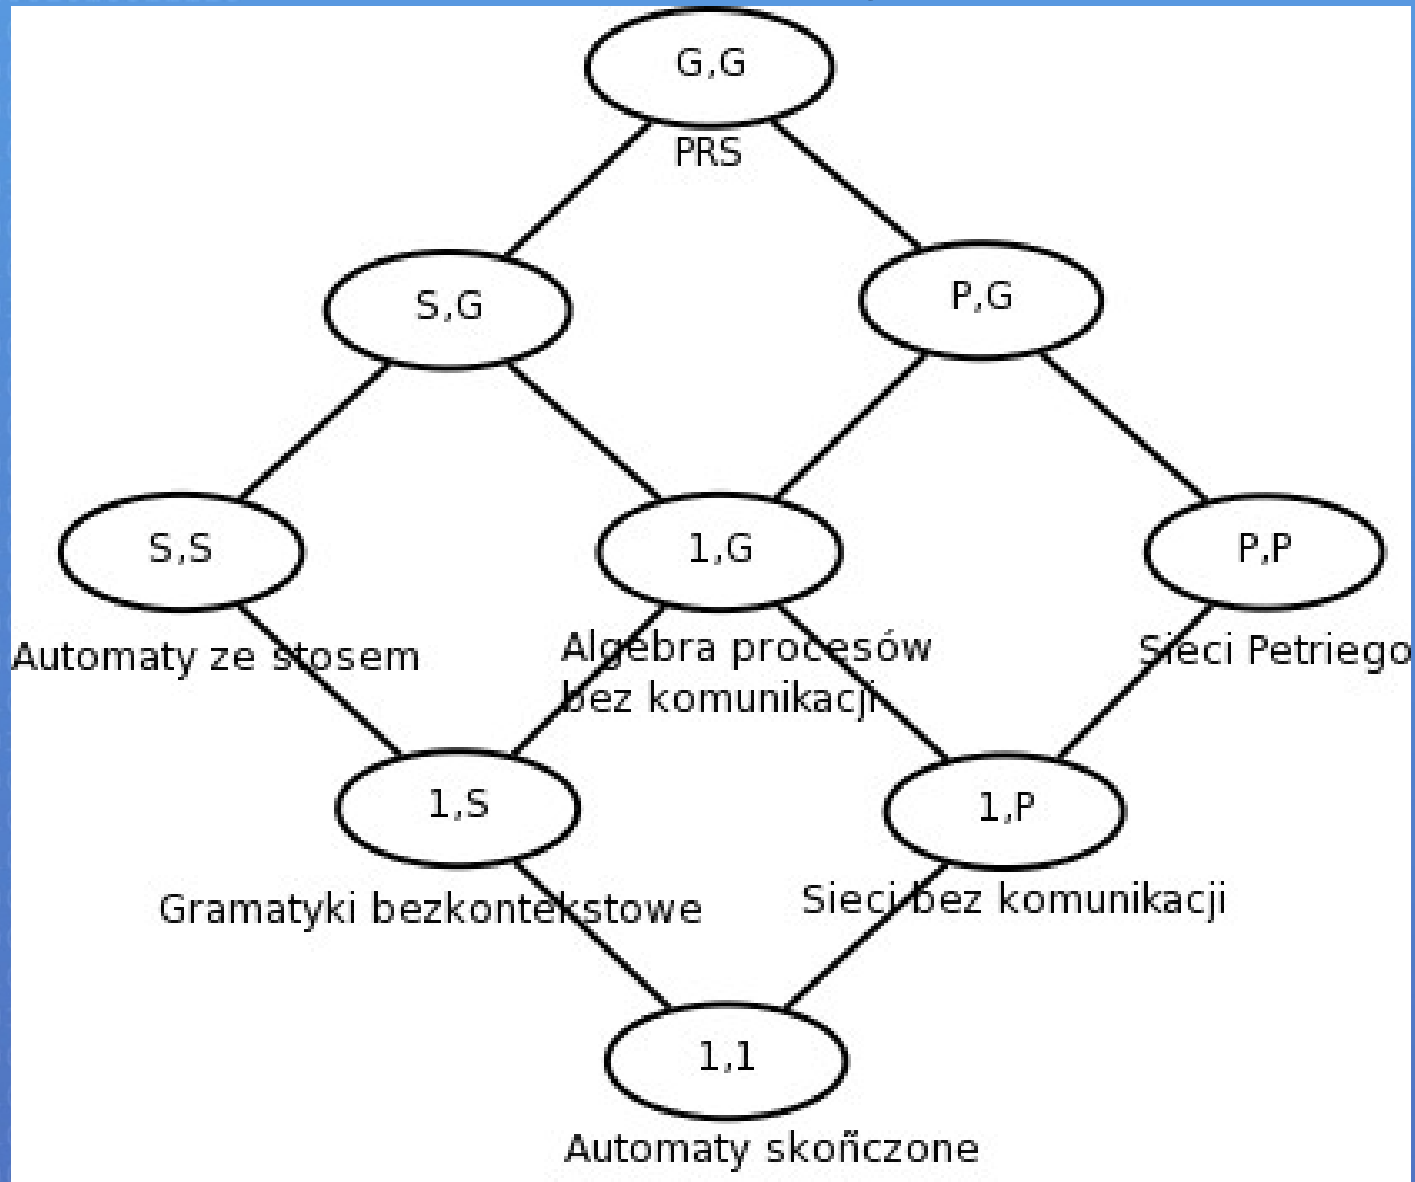 G,G
PRS
S,G
P,G
S,S
1,G
P,P
Automaty ze stosem
Algebra procesów
bez komunikacji
Sieci Petriego
1,S
1,P
Gramatyki bezkontekstowe
Sieci bez komunikacji
1,1
Automaty skoñczone